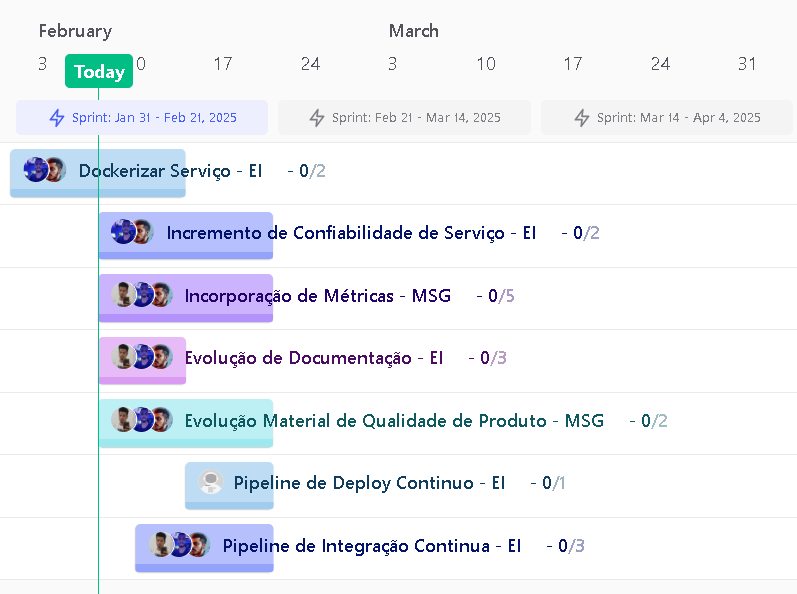 February March
3 Today 0 17 24 3 10 17 24 31
Sprint: Jan 31 - Feb 21, 2025 Sprint: Feb 21 - Mar 14, 2025 Sprint: Mar 14 - Apr 4, 2025
Dockerizar Serviço - EI - 0/2
Incremento de Confiabilidade de Serviço - EI - 0/2
Incorporação de Métricas - MSG - 0/5
Evolução de Documentação - EI - 0/3
Evolução Material de Qualidade de Produto - MSG - 0/2
Pipeline de Deploy Continuo - EI - 0/1
Pipeline de Integração Continua - EI - 0/3